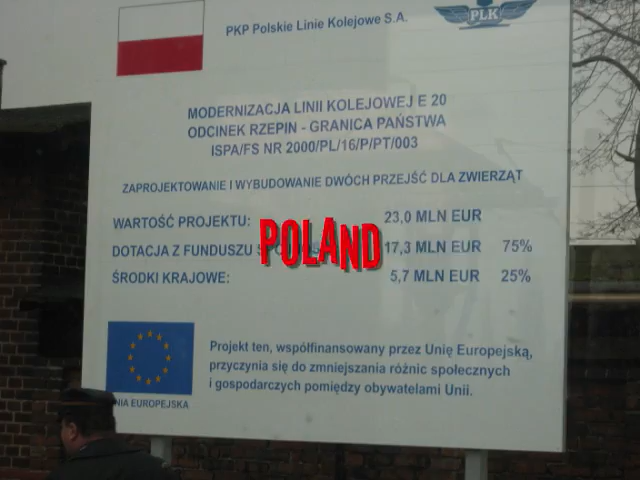 PKP Polskie Linie Kolejowe S.A.
PLK
MODERNIZACJA LINII KOLEJOWEJ E 20
ODCINEK RZEPIN - GRANICA PAŃSTWA
ISPA/FS NR 2000/PL/16/P/PT/003
ZAPROJEKTOWANIE I WYBUDOWANIE DWÓCH PRZEJŚĆ DLA ZWIERZĄT
WARTOŚĆ PROJEKTU: 23,0 MLN EUR
DOTACJA Z FUNDUSZU 17,3 MLN EUR 75%
POLAND
ŚRODKI KRAJOWE: 5,7 MLN EUR 25%
Projekt ten, współfinansowany przez Unię Europejską,
przyczynia się do zmniejszania różnic społecznych
i gospodarczych pomiędzy obywatelami Unii.
NIA EUROPEJSKA